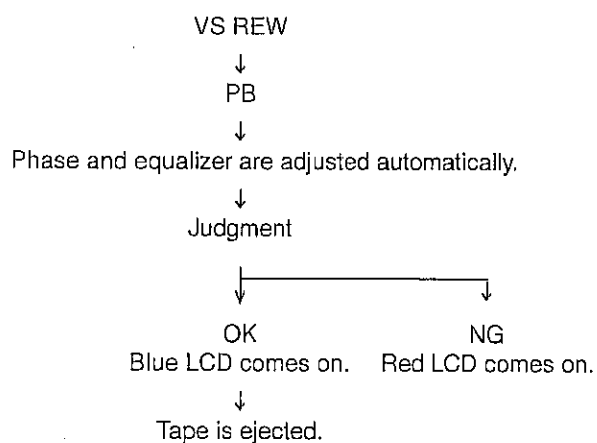 VS REW
PB
Phase and equalizer are adjusted automatically.
Judgment
OK
NG
Blue LCD comes on.
Red LCD comes on.
Tape is ejected.